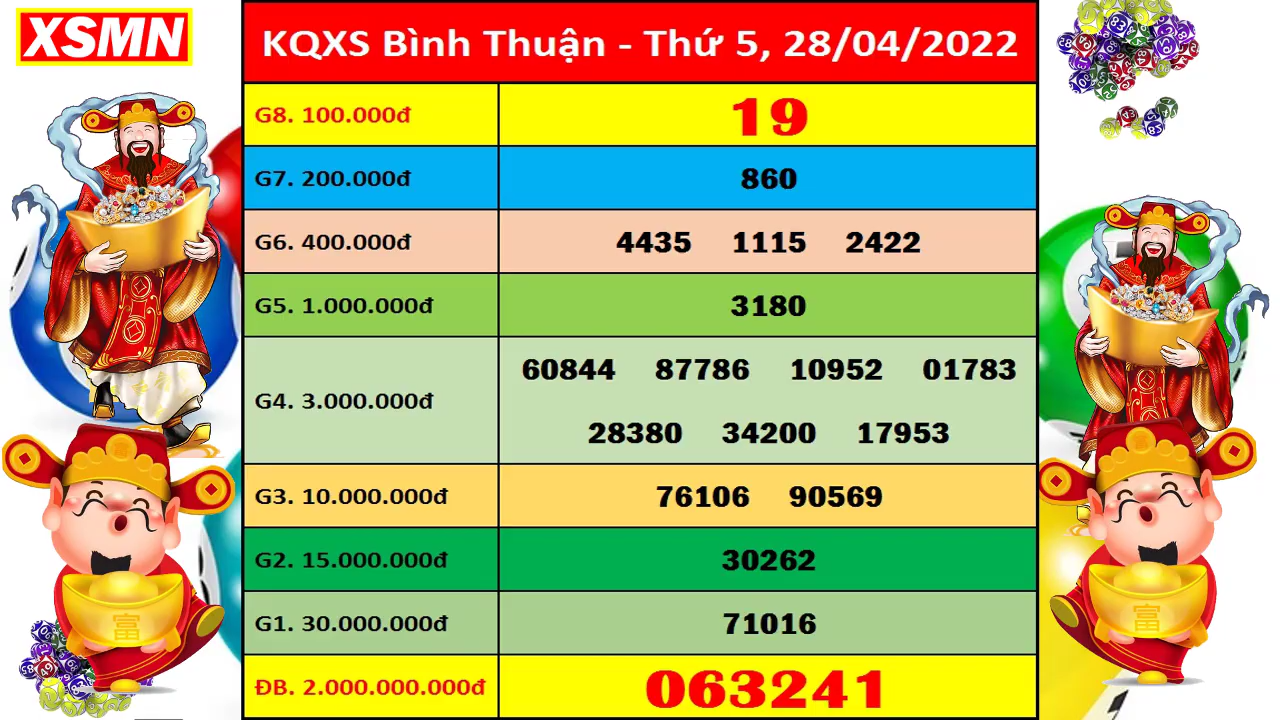 XSMN
KQXS Bình Thuận - Thứ 5, 28/04/2022
G8. 100.000đ 19
G7. 200.000đ 860
G6. 400.000đ 4435 1115 2422
G5. 1.000.000đ 3180
G4. 3.000.000đ 60844 87786 10952 01783
28380 34200 17953
G3. 10.000.000đ 76106 90569
G2. 15.000.000đ 30262
G1. 30.000.000đ 71016
ĐB. 2.000.000.000đ 063241
富
富